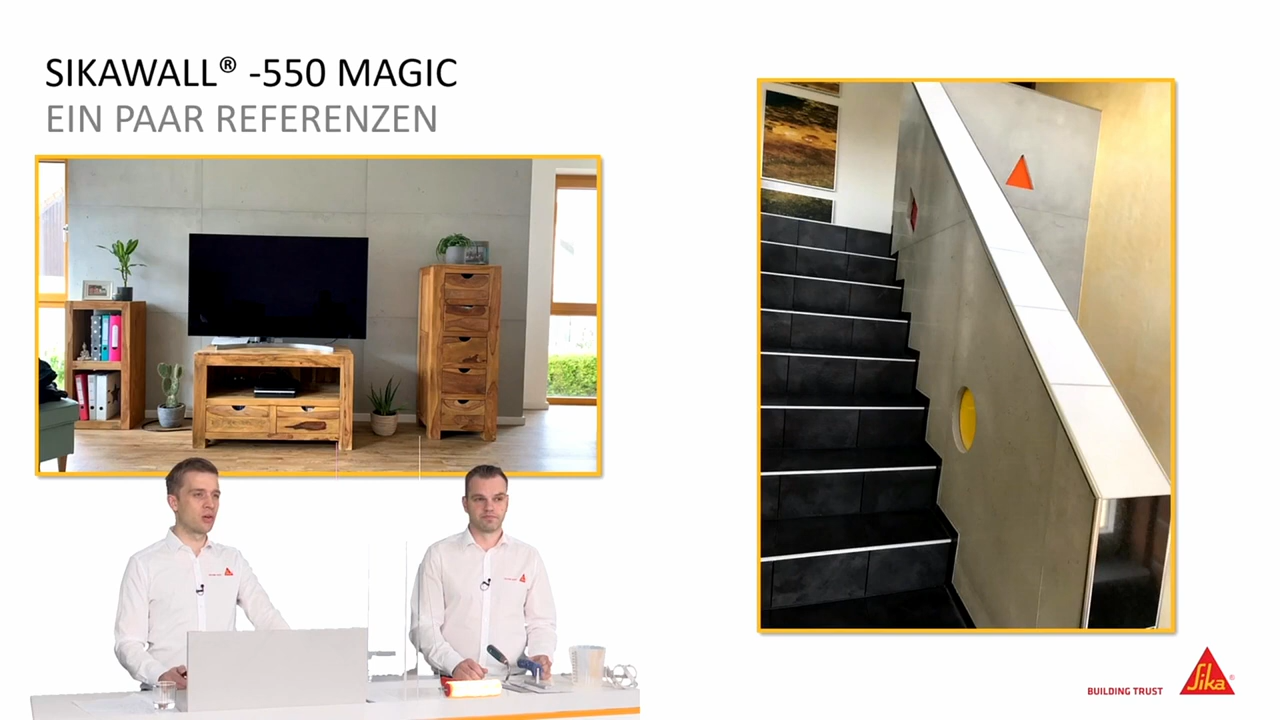 SIKAWALL® -550 MAGIC
EIN PAAR REFERENZEN
BUILDING TRUST
Sika®